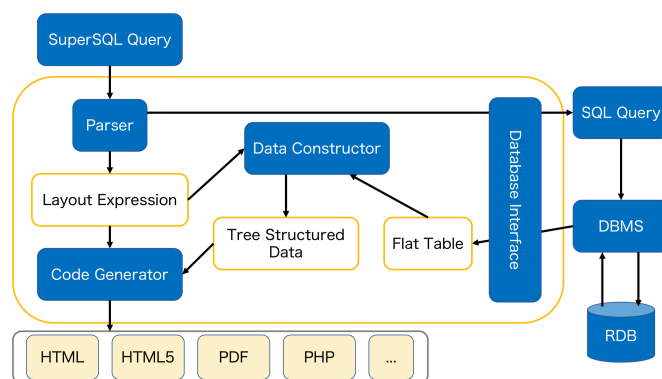 SuperSQL Query
Parser
SQL Query
Data Constructor
Database Interface
Layout Expression
Tree Structured
Data
Flat Table
DBMS
Code Generator
RDB
HTML
HTML5
PDF
PHP
...